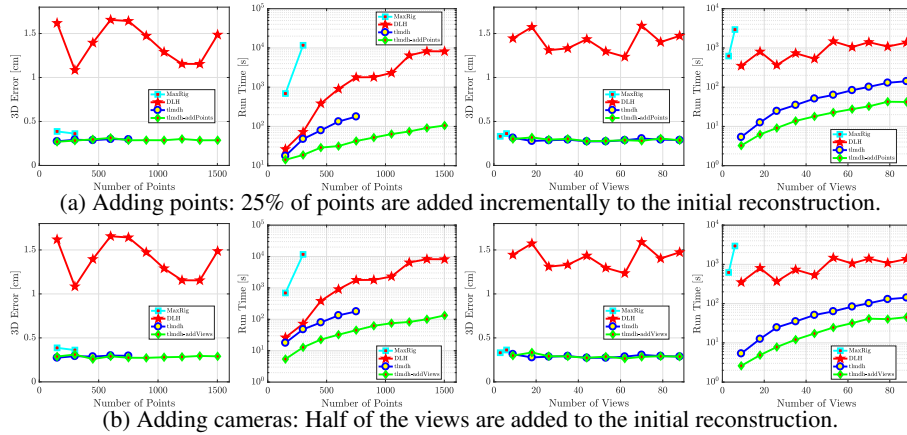 1.5
1
0.5
0
3D Error [cm]
0 500 1000 1500
Number of Points
MaxRig
DLH
tlmdh
tlmdh-addPoints
10^5
10^4
10^3
10^2
10^1
Run Time [s]
0 500 1000 1500
Number of Points
MaxRig
DLH
tlmdh
tlmdh-addPoints
1.5
1
0.5
0
3D Error [cm]
0 20 40 60 80
Number of Views
MaxRig
DLH
tlmdh
tlmdh-addPoints
10^4
10^3
10^2
10^1
10^0
Run Time [s]
0 20 40 60 80
Number of Views
MaxRig
DLH
tlmdh
tlmdh-addPoints
(a) Adding points: 25% of points are added incrementally to the initial reconstruction.
1.5
1
0.5
0
3D Error (cm]
0 500 1000 1500
Number of Points
MaxRig
DLH
tlmdh
tlmdh-addViews
10^5
10^4
10^3
10^2
10^1
10^0
Run Time [s]
0 500 1000 1500
Number of Points
MaxRig
DLH
tlmdh
tlmdh-addViews
1.5
1
0.5
0
3D Error [cm]
0 20 40 60 80
Number of Views
MaxRig
DLH
tlmdh
tlmdh-addViews
10^4
10^3
10^2
10^1
10^0
Run Time [s]
0 20 40 60 80
Number of Views
MaxRig
DLH
tlmdh
tlmdh-addViews
(b) Adding cameras: Half of the views are added to the initial reconstruction.